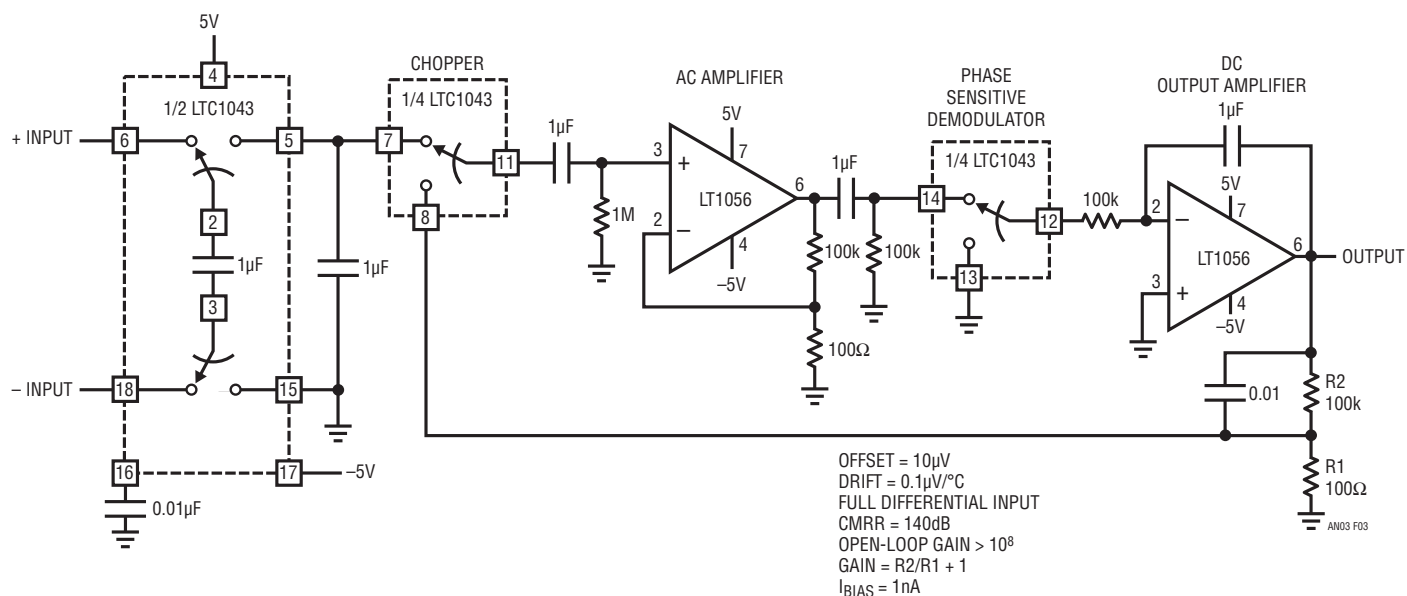 5V
4
1/2 LTC1043
+ INPUT
6
5
2
1µF
3
1µF
– INPUT
18
15
16
17
–5V
0.01µF
CHOPPER
1/4 LTC1043
7
11
8
1µF
1M
AC AMPLIFIER
5V
7
3
+
LT1056
6
2
–
4
–5V
100k
100Ω
1µF
100k
PHASE
SENSITIVE
DEMODULATOR
1/4 LTC1043
14
12
13
100k
DC
OUTPUT AMPLIFIER
1µF
5V
7
2
–
LT1056
6
OUTPUT
3
+
4
–5V
0.01
R2
100k
R1
100Ω
OFFSET = 10µV
DRIFT = 0.1µV/°C
FULL DIFFERENTIAL INPUT
CMRR = 140dB
OPEN-LOOP GAIN > 10⁸
GAIN = R2/R1 + 1
I_BIAS = 1nA
AN03 F03